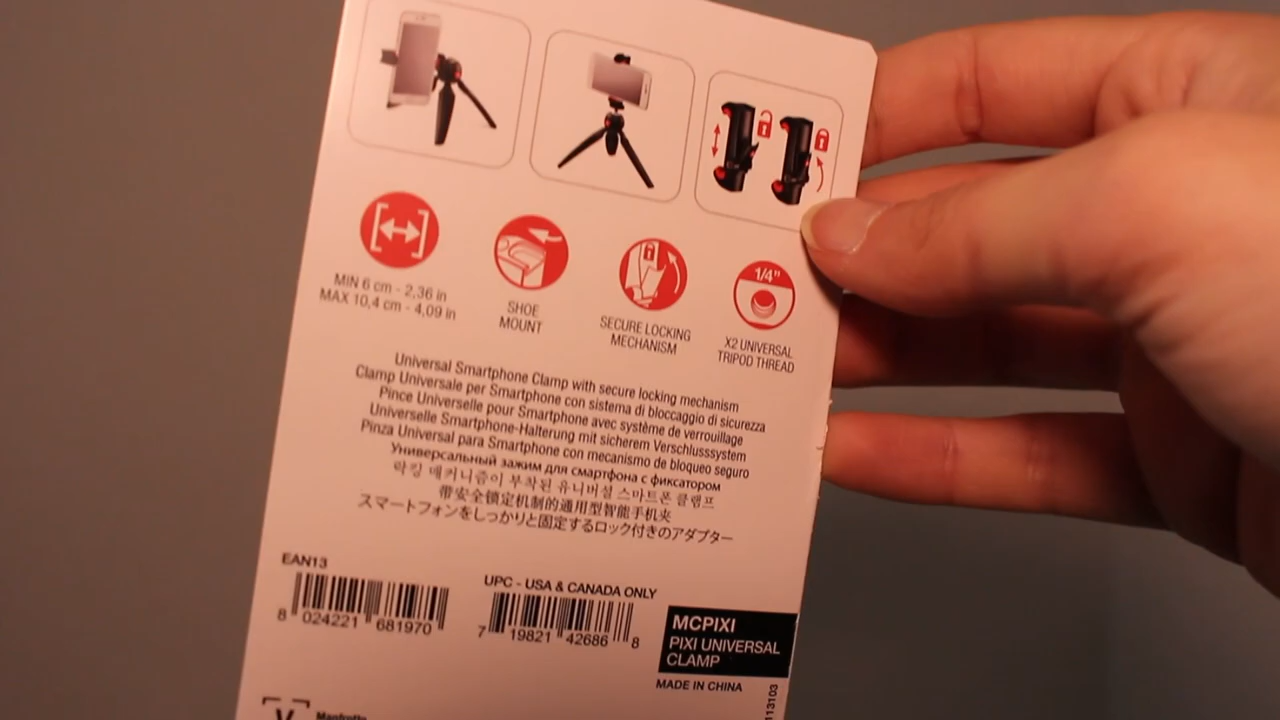 MIN 6 cm - 2,36 in
MAX 10,4 cm - 4,09 in
SHOE
MOUNT
SECURE LOCKING
MECHANISM
1/4"
X2 UNIVERSAL
TRIPOD THREAD
Universal Smartphone Clamp with secure locking mechanism
Clamp Universale per Smartphone con sistema di bloccaggio di sicurezza
Pince Universelle pour Smartphone avec système de verrouillage
Universelle Smartphone-Halterung mit sicherem Verschlusssystem
Pinza Universal para Smartphone con mecanismo de bloqueo seguro
Универсальный зажим для смартфона с фиксатором
락킹 매커니즘이 부착된 유니버설 스마트폰 클램프
带安全锁定机制的通用型智能手机夹
スマートフォンをしっかりと固定するロック付きのアダプター
EAN13
8 024221 681970
UPC - USA & CANADA ONLY
7 19821 42686 8
MCPIXI
PIXI UNIVERSAL
CLAMP
MADE IN CHINA
113103
Manfrotto